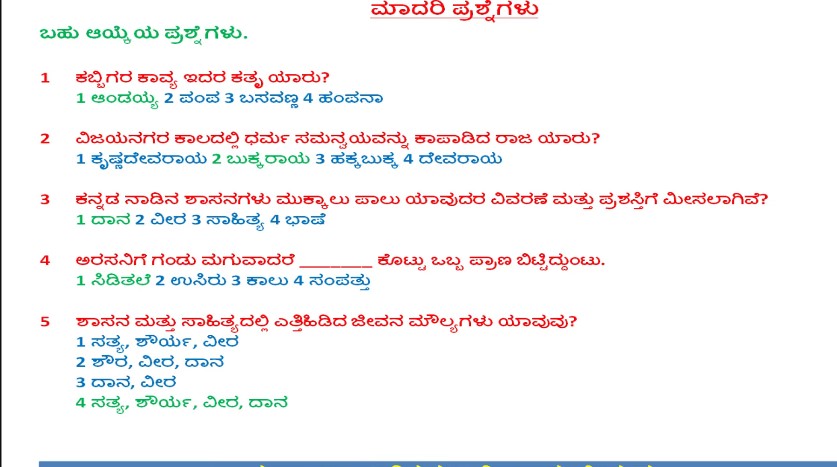 ಮಾದರಿ ಪ್ರಶ್ನೆಗಳು
ಬಹು ಆಯ್ಕೆಯ ಪ್ರಶ್ನೆಗಳು.
1 ಕಬ್ಬಿಗರ ಕಾವ್ಯ ಇದರ ಕತೃ ಯಾರು?
1 ಆಂಡಯ್ಯ 2 ಪಂಪ 3 ಬಸವಣ್ಣ 4 ಹಂಪನಾ
2 ವಿಜಯನಗರ ಕಾಲದಲ್ಲಿ ಧರ್ಮ ಸಮನ್ವಯವನ್ನು ಕಾಪಾಡಿದ ರಾಜ ಯಾರು?
1 ಕೃಷ್ಣದೇವರಾಯ 2 ಬುಕ್ಕರಾಯ 3 ಹಕ್ಕಬುಕ್ಕ 4 ದೇವರಾಯ
3 ಕನ್ನಡ ನಾಡಿನ ಶಾಸನಗಳು ಮುಕ್ಕಾಲು ಪಾಲು ಯಾವುದರ ವಿವರಣೆ ಮತ್ತು ಪ್ರಶಸ್ತಿಗೆ ಮೀಸಲಾಗಿವೆ?
1 ದಾನ 2 ವೀರ 3 ಸಾಹಿತ್ಯ 4 ಭಾಷೆ
4 ಅರಸನಿಗೆ ಗಂಡು ಮಗುವಾದರೆ _______ ಕೊಟ್ಟು ಒಬ್ಬ ಪ್ರಾಣ ಬಿಟ್ಟಿದ್ದುಂಟು.
1 ಸಿಡಿತಲೆ 2 ಉಸಿರು 3 ಕಾಲು 4 ಸಂಪತ್ತು
5 ಶಾಸನ ಮತ್ತು ಸಾಹಿತ್ಯದಲ್ಲಿ ಎತ್ತಿಹಿಡಿದ ಜೀವನ ಮೌಲ್ಯಗಳು ಯಾವುವು?
1 ಸತ್ಯ, ಶೌರ್ಯ, ವೀರ
2 ಶೌರ, ವೀರ, ದಾನ
3 ದಾನ, ವೀರ
4 ಸತ್ಯ, ಶೌರ್ಯ, ವೀರ, ದಾನ